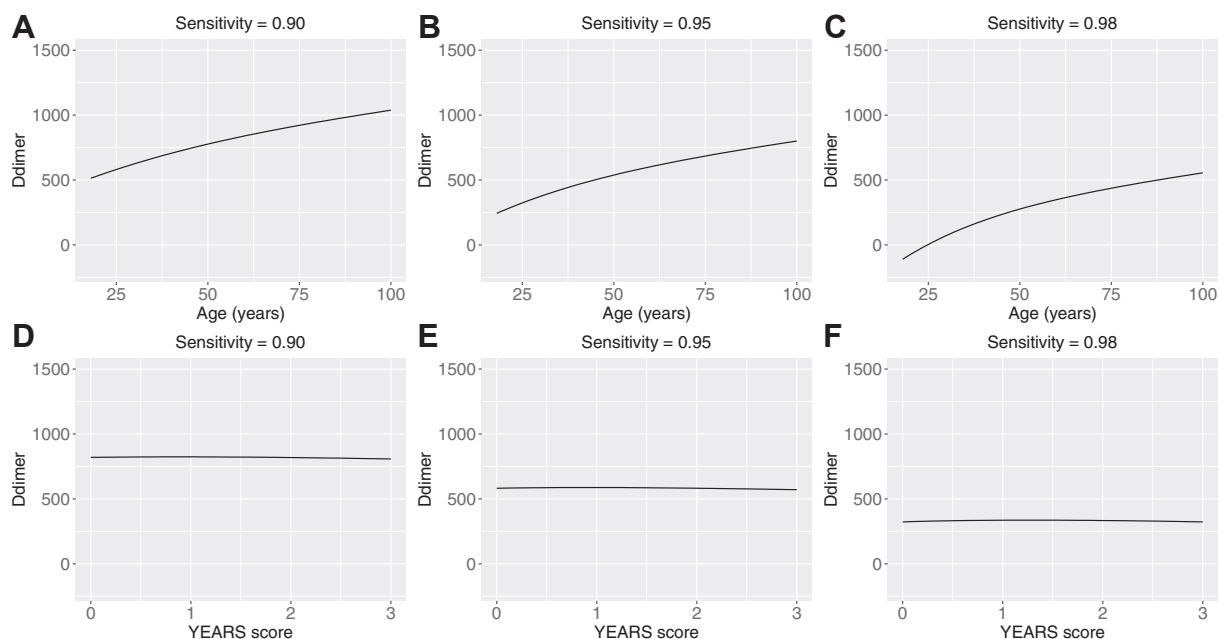 A
Sensitivity = 0.90
1500
1000
500
0
Ddimer
25 50 75 100
Age (years)
B
Sensitivity = 0.95
1500
1000
500
0
Ddimer
25 50 75 100
Age (years)
C
Sensitivity = 0.98
1500
1000
500
0
Ddimer
25 50 75 100
Age (years)
D
Sensitivity = 0.90
1500
1000
500
0
Ddimer
0 1 2 3
YEARS score
E
Sensitivity = 0.95
1500
1000
500
0
Ddimer
0 1 2 3
YEARS score
F
Sensitivity = 0.98
1500
1000
500
0
Ddimer
0 1 2 3
YEARS score